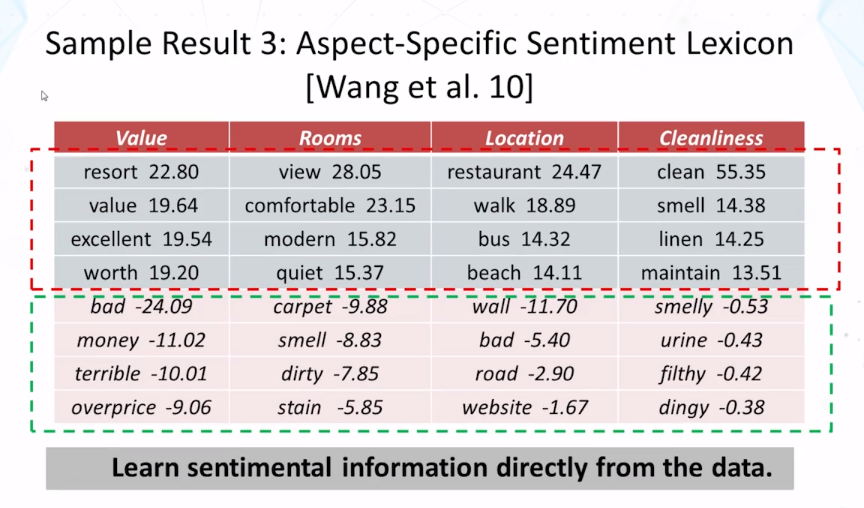 Sample Result 3: Aspect-Specific Sentiment Lexicon
[Wang et al. 10]
Value Rooms Location Cleanliness
resort 22.80 view 28.05 restaurant 24.47 clean 55.35
value 19.64 comfortable 23.15 walk 18.89 smell 14.38
excellent 19.54 modern 15.82 bus 14.32 linen 14.25
worth 19.20 quiet 15.37 beach 14.11 maintain 13.51
bad -24.09 carpet -9.88 wall -11.70 smelly -0.53
money -11.02 smell -8.83 bad -5.40 urine -0.43
terrible -10.01 dirty -7.85 road -2.90 filthy -0.42
overprice -9.06 stain -5.85 website -1.67 dingy -0.38
Learn sentimental information directly from the data.